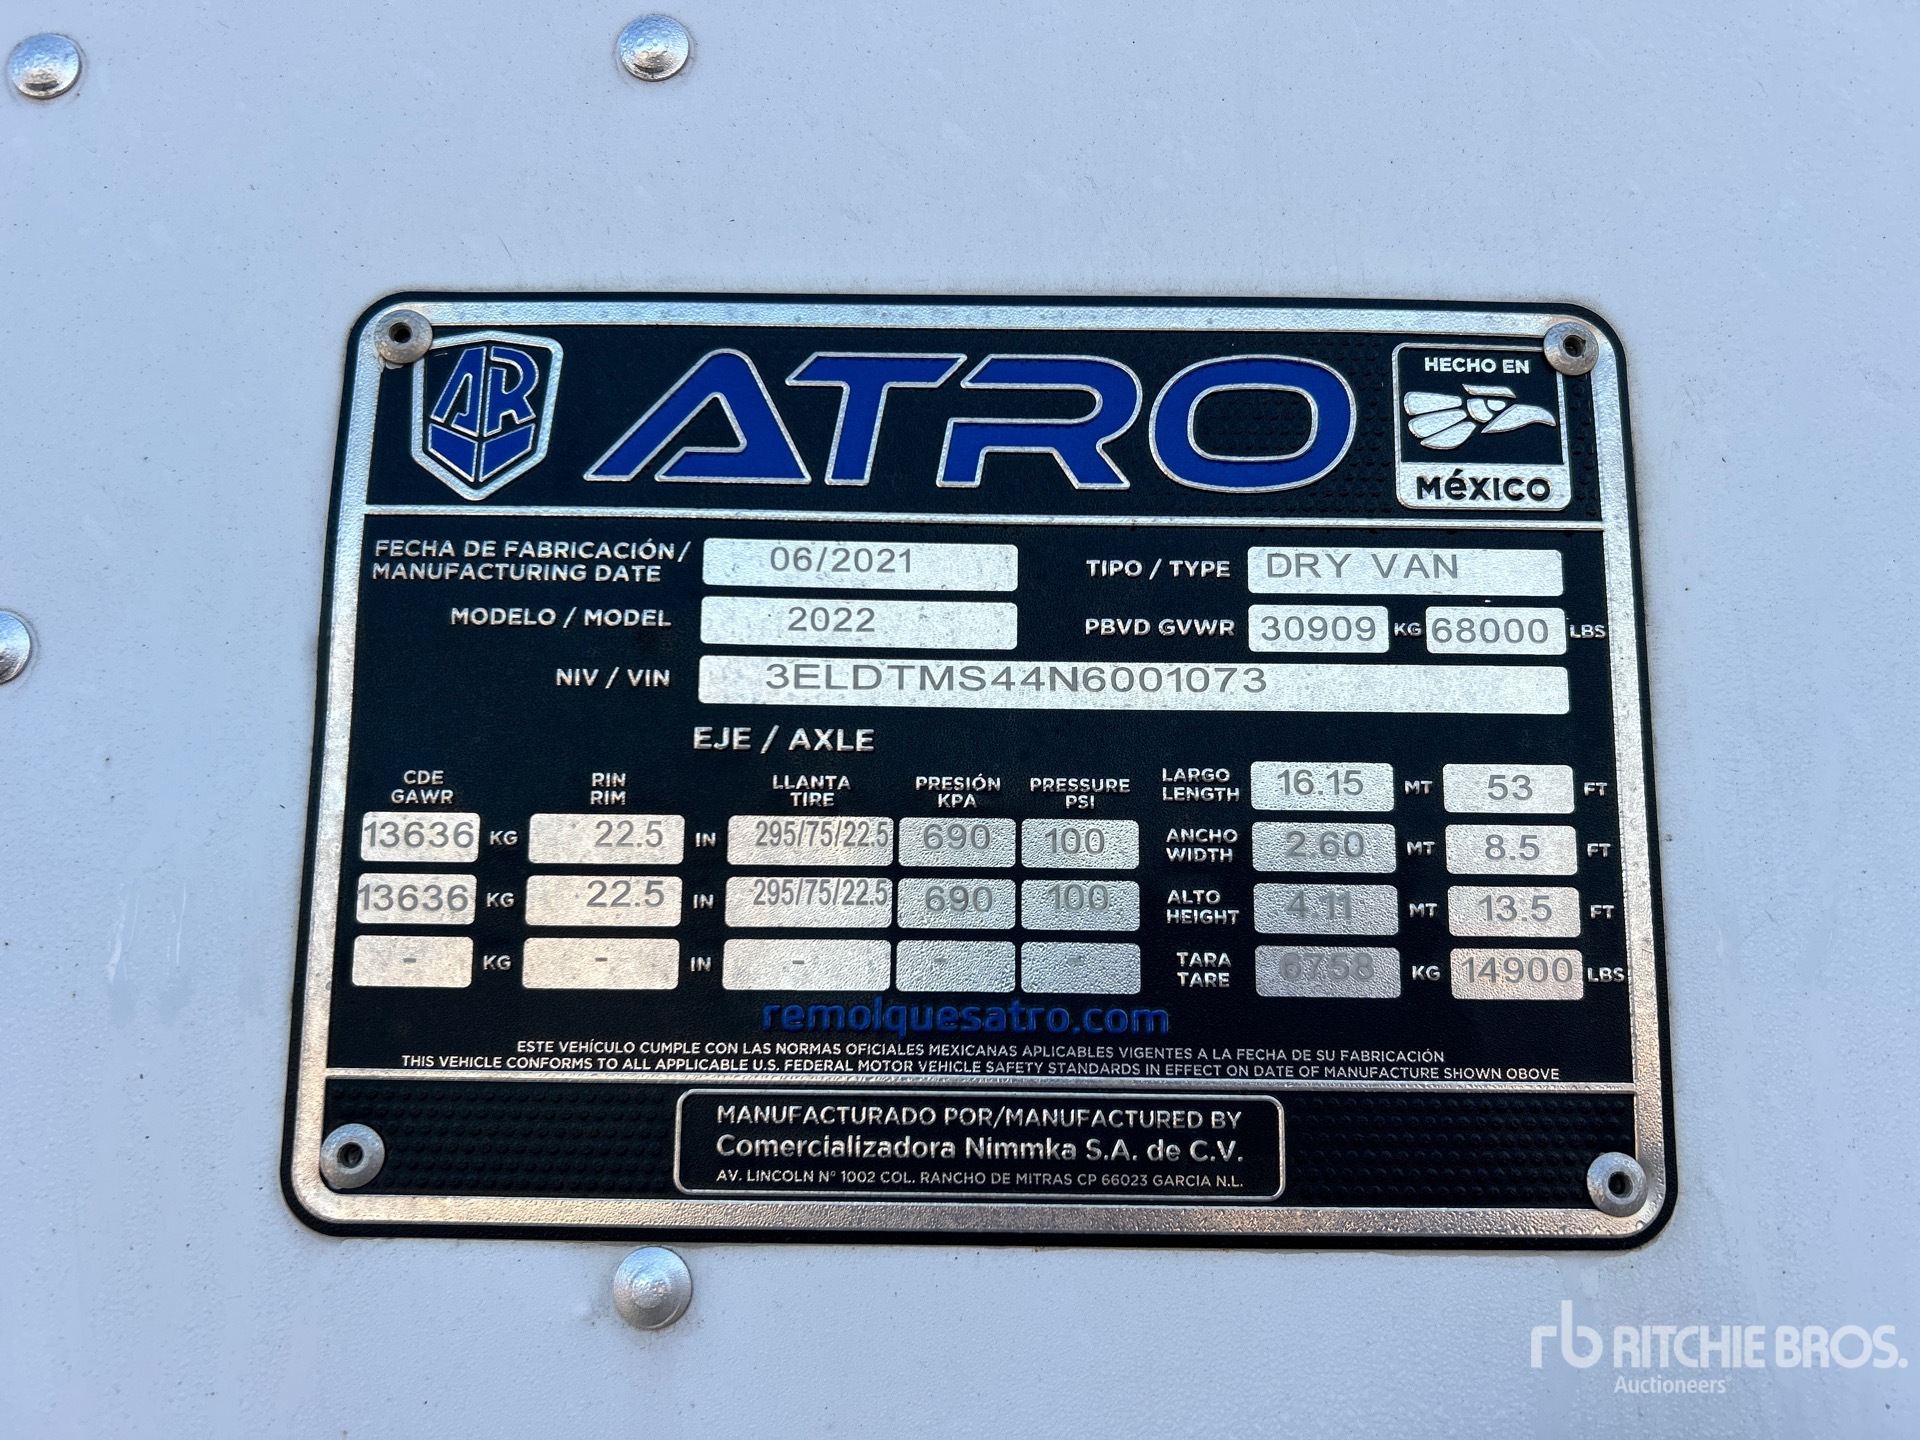 AR
ATRO
HECHO EN
MéXICO
FECHA DE FABRICACIÓN/
MANUFACTURING DATE
06/2021
TIPO / TYPE
DRY VAN
MODELO / MODEL
2022
PBVD GVWR
30909 KG 68000 LBS
NIV / VIN
3ELDTMS44N6001073
EJE / AXLE
CDE
GAWR
RIN
RIM
LLANTA
TIRE
PRESIÓN
KPA
PRESSURE
PSI
13636 KG 22.5 IN 295/75/22.5 690 100
13636 KG 22.5 IN 295/75/22.5 690 100
- KG - IN - - -
LARGO
LENGTH
16.15 MT 53 FT
ANCHO
WIDTH
2.60 MT 8.5 FT
ALTO
HEIGHT
4.11 MT 13.5 FT
TARA
TARE
6758 KG 14900 LBS
remolquesatro.com
ESTE VEHÍCULO CUMPLE CON LAS NORMAS OFICIALES MEXICANAS APLICABLES VIGENTES A LA FECHA DE SU FABRICACIÓN
THIS VEHICLE CONFORMS TO ALL APPLICABLE U.S. FEDERAL MOTOR VEHICLE SAFETY STANDARDS IN EFFECT ON DATE OF MANUFACTURE SHOWN OBOVE
MANUFACTURADO POR/MANUFACTURED BY
Comercializadora Nimmka S.A. de C.V.
AV. LINCOLN N° 1002 COL. RANCHO DE MITRAS CP 66023 GARCIA N.L.
rb RITCHIE BROS.
Auctioneers